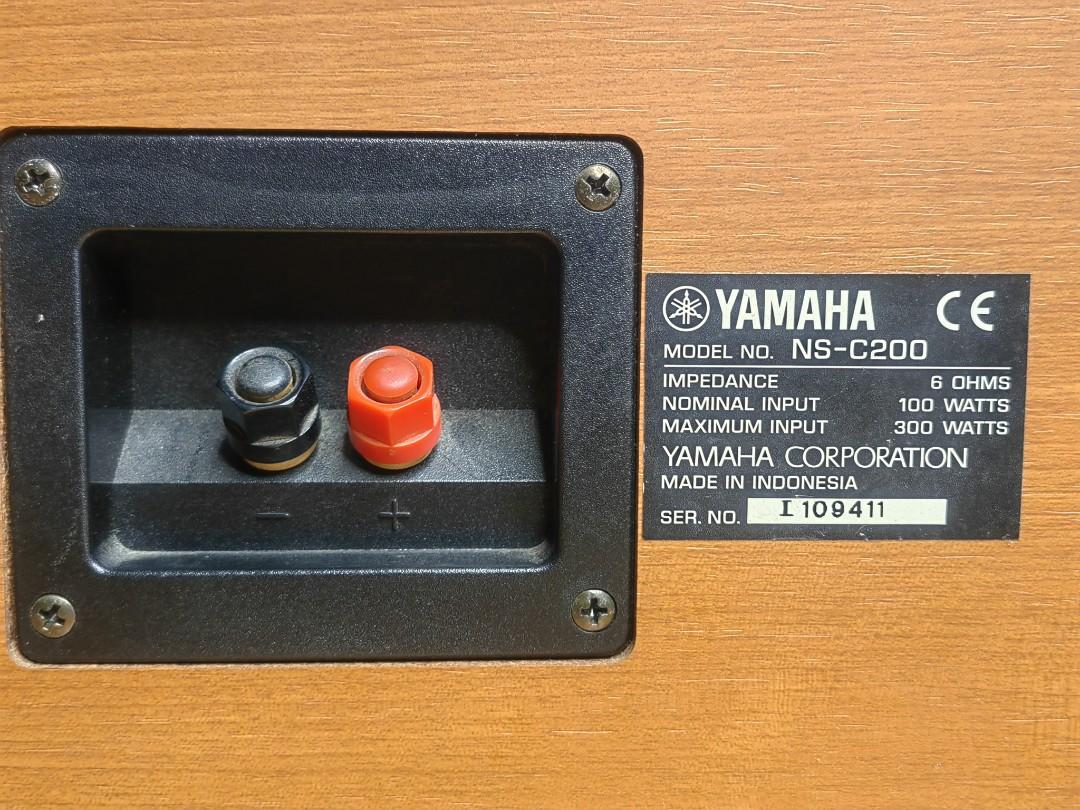 − +
YAMAHA CE
MODEL NO. NS-C200
IMPEDANCE 6 OHMS
NOMINAL INPUT 100 WATTS
MAXIMUM INPUT 300 WATTS
YAMAHA CORPORATION
MADE IN INDONESIA
SER. NO. I 109411